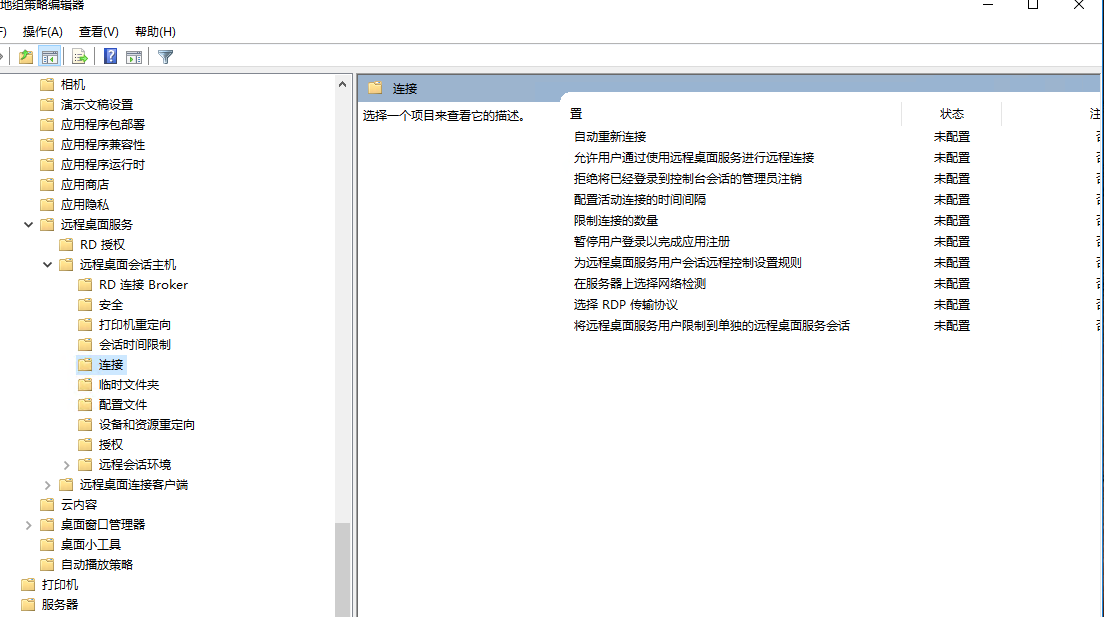 地组策略编辑器
F) 操作(A) 查看(V) 帮助(H)
相机
演示文稿设置
应用程序包部署
应用程序兼容性
应用程序运行时
应用商店
应用隐私
远程桌面服务
RD 授权
远程桌面会话主机
RD 连接 Broker
安全
打印机重定向
会话时间限制
连接
临时文件夹
配置文件
设备和资源重定向
授权
远程会话环境
远程桌面连接客户端
云内容
桌面窗口管理器
桌面小工具
自动播放策略
打印机
服务器
连接
选择一个项目来查看它的描述。
置 状态 注
自动重新连接 未配置
允许用户通过使用远程桌面服务进行远程连接 未配置
拒绝将已经登录到控制台会话的管理员注销 未配置
配置活动连接的时间间隔 未配置
限制连接的数量 未配置
暂停用户登录以完成应用注册 未配置
为远程桌面服务用户会话远程控制设置规则 未配置
在服务器上选择网络检测 未配置
选择 RDP 传输协议 未配置
将远程桌面服务用户限制到单独的远程桌面服务会话 未配置